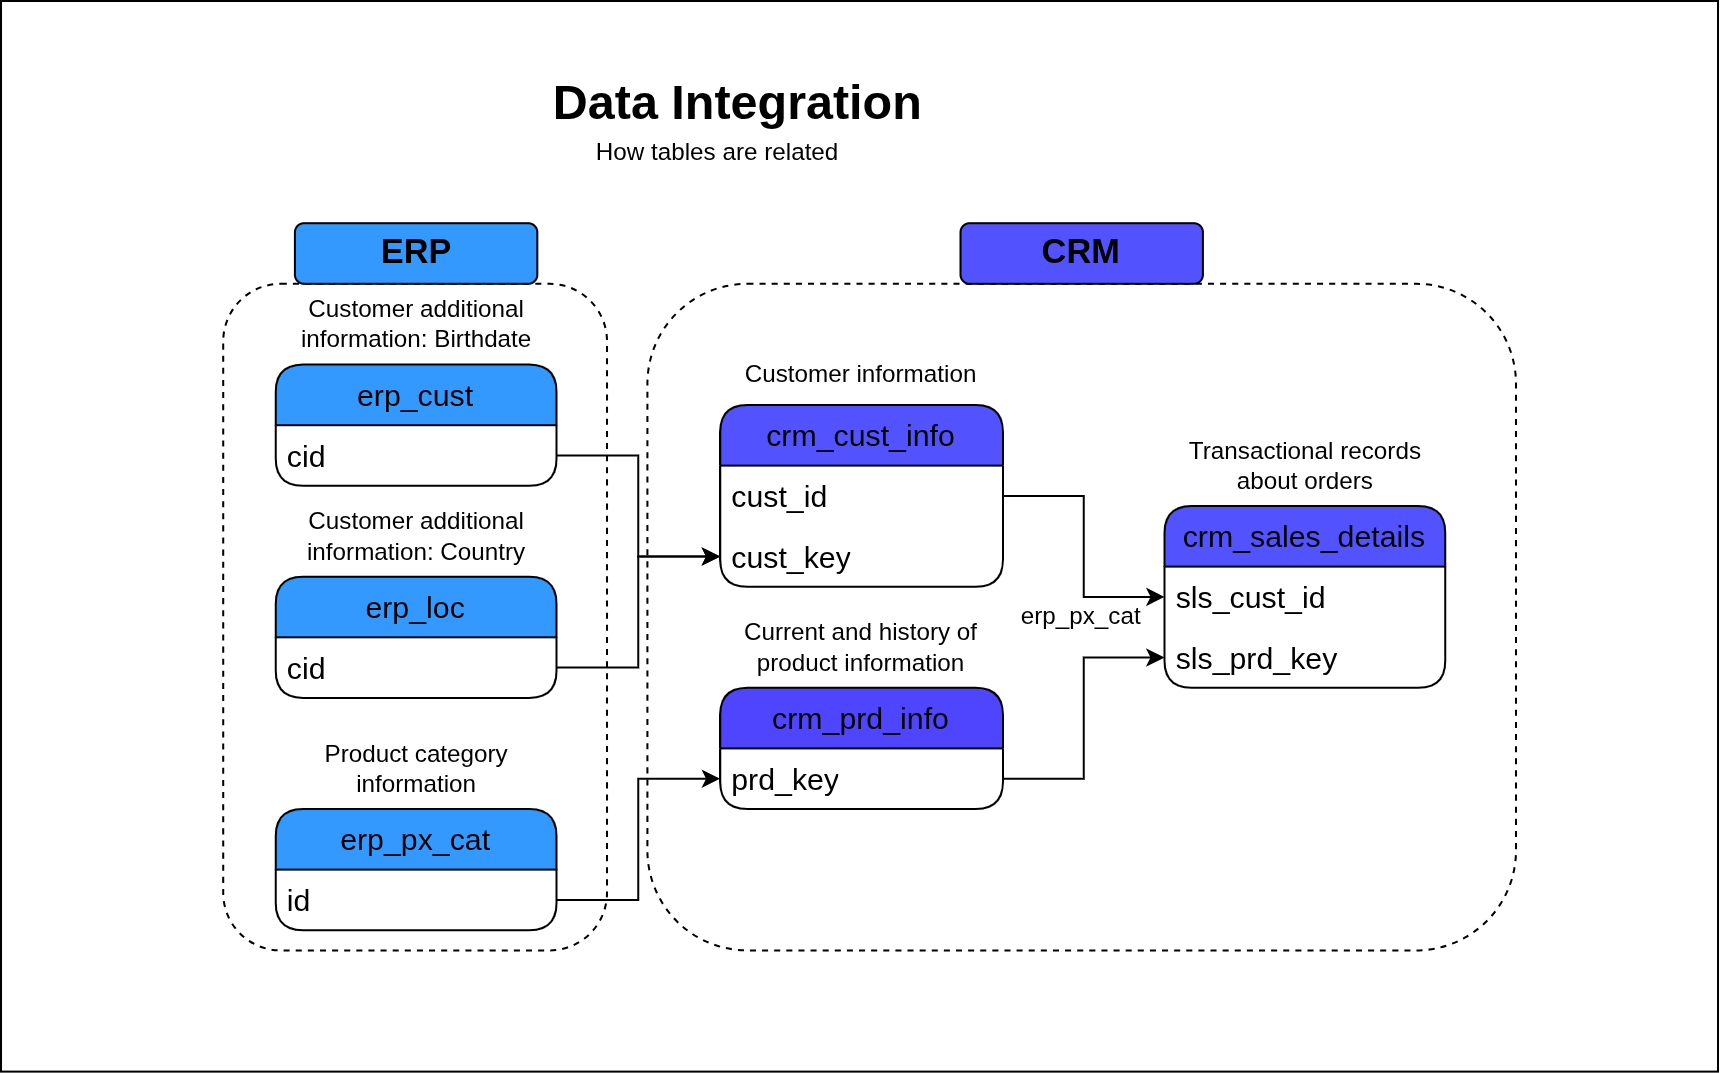 Data Integration
How tables are related
ERP
Customer additional
information: Birthdate
erp_cust
cid
Customer additional
information: Country
erp_loc
cid
Product category
information
erp_px_cat
id
CRM
Customer information
crm_cust_info
cust_id
cust_key
Current and history of
product information
crm_prd_info
prd_key
erp_px_cat
Transactional records
about orders
crm_sales_details
sls_cust_id
sls_prd_key